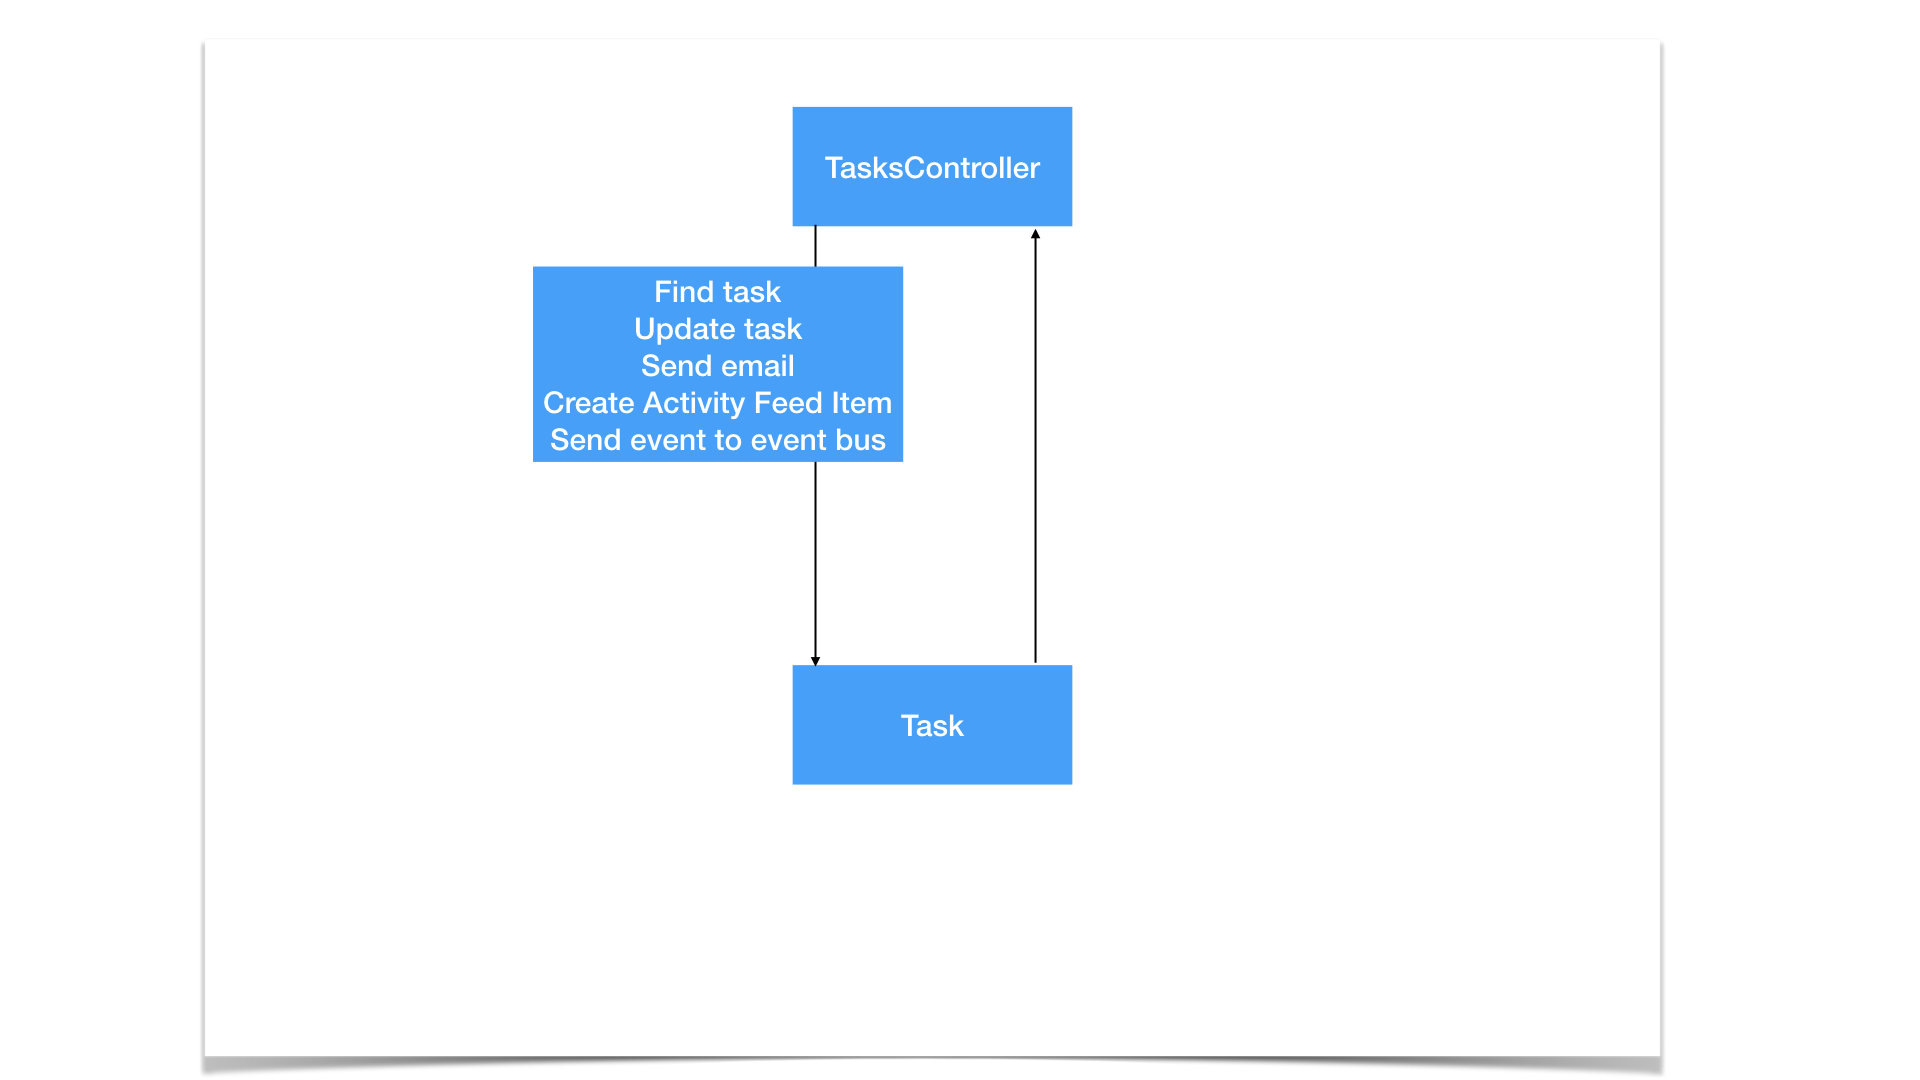 TasksController
Find task
Update task
Send email
Create Activity Feed Item
Send event to event bus
Task